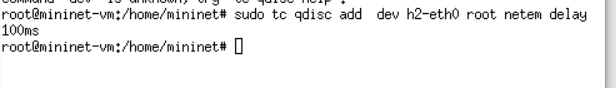 root@mininet-vm:/home/mininet# sudo tc qdisc add  dev h2-eth0 root netem delay
100ms
root@mininet-vm:/home/mininet#